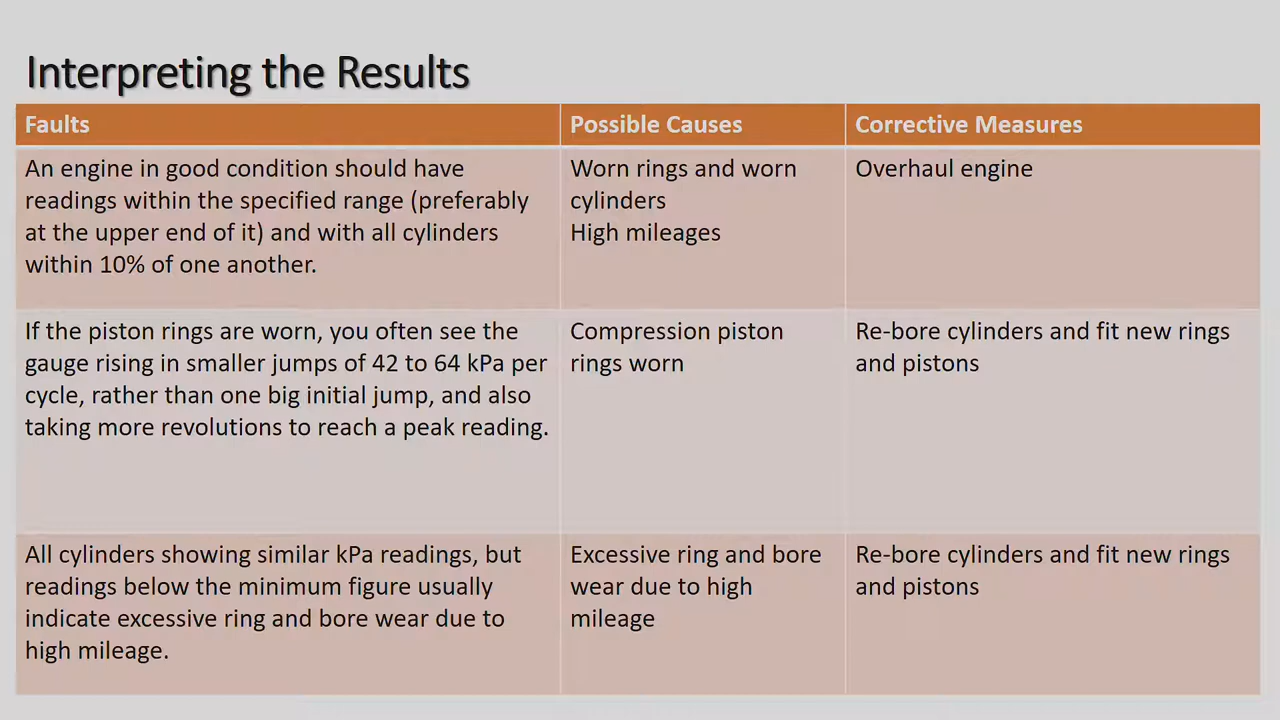 Interpreting the Results
Faults
Possible Causes
Corrective Measures
An engine in good condition should have
readings within the specified range (preferably
at the upper end of it) and with all cylinders
within 10% of one another.
Worn rings and worn
cylinders
High mileages
Overhaul engine
If the piston rings are worn, you often see the
gauge rising in smaller jumps of 42 to 64 kPa per
cycle, rather than one big initial jump, and also
taking more revolutions to reach a peak reading.
Compression piston
rings worn
Re-bore cylinders and fit new rings
and pistons
All cylinders showing similar kPa readings, but
readings below the minimum figure usually
indicate excessive ring and bore wear due to
high mileage.
Excessive ring and bore
wear due to high
mileage
Re-bore cylinders and fit new rings
and pistons